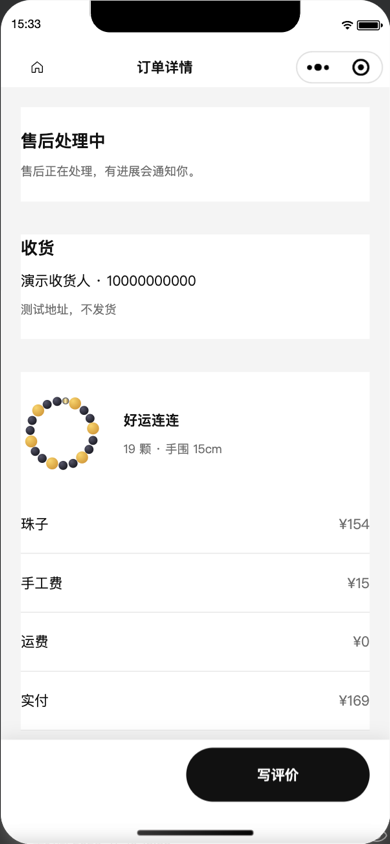 15:33
订单详情
售后处理中
售后正在处理，有进展会通知你。
收货
演示收货人 · 10000000000
测试地址，不发货
好运连连
19 颗 · 手围 15cm
珠子 ¥154
手工费 ¥15
运费 ¥0
实付 ¥169
写评价